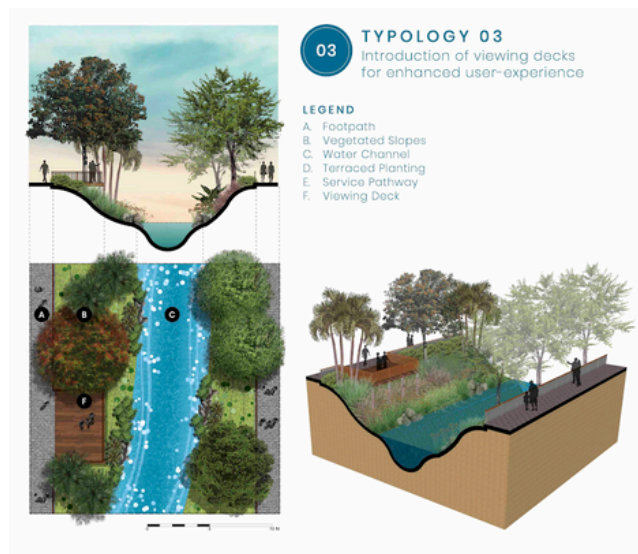 03
TYPOLOGY 03
Introduction of viewing decks
for enhanced user-experience
LEGEND
A. Footpath
B. Vegetated Slopes
C. Water Channel
D. Terraced Planting
E. Service Pathway
F. Viewing Deck
A
B
C
F